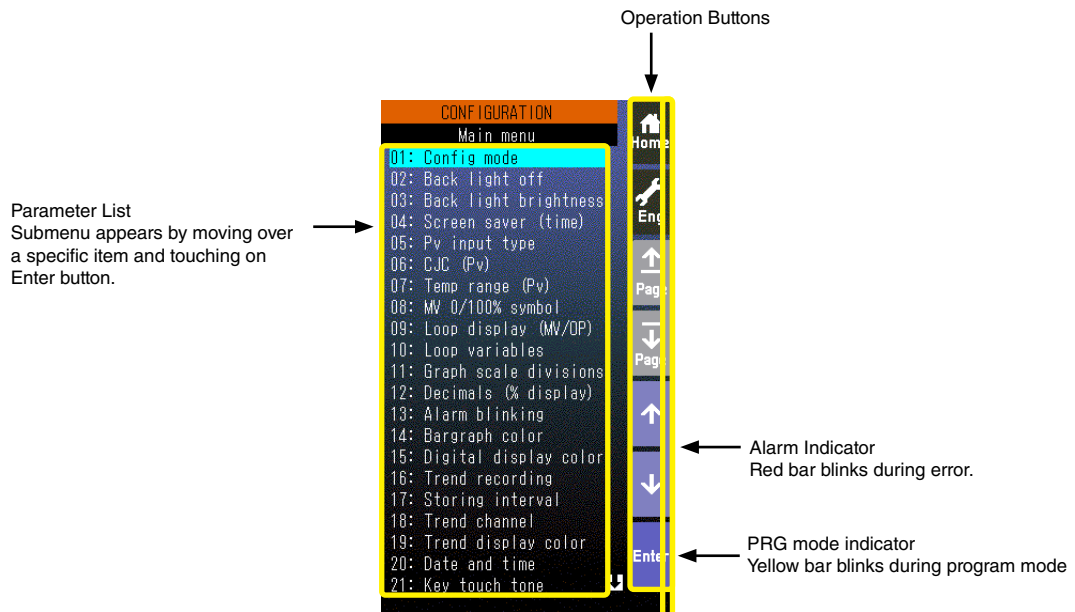 Operation Buttons
CONFIGURATION
Main menu
01: Config mode
02: Back light off
03: Back light brightness
04: Screen saver (time)
05: Pv input type
06: CJC (Pv)
07: Temp range (Pv)
08: MV 0/100% symbol
09: Loop display (MV/OP)
10: Loop variables
11: Graph scale divisions
12: Decimals (% display)
13: Alarm blinking
14: Bargraph color
15: Digital display color
16: Trend recording
17: Storing interval
18: Trend channel
19: Trend display color
20: Date and time
21: Key touch tone
Home
Eng
Page
Page
Enter
Parameter List
Submenu appears by moving over
a specific item and touching on
Enter button.
Alarm Indicator
Red bar blinks during error.
PRG mode indicator
Yellow bar blinks during program mode